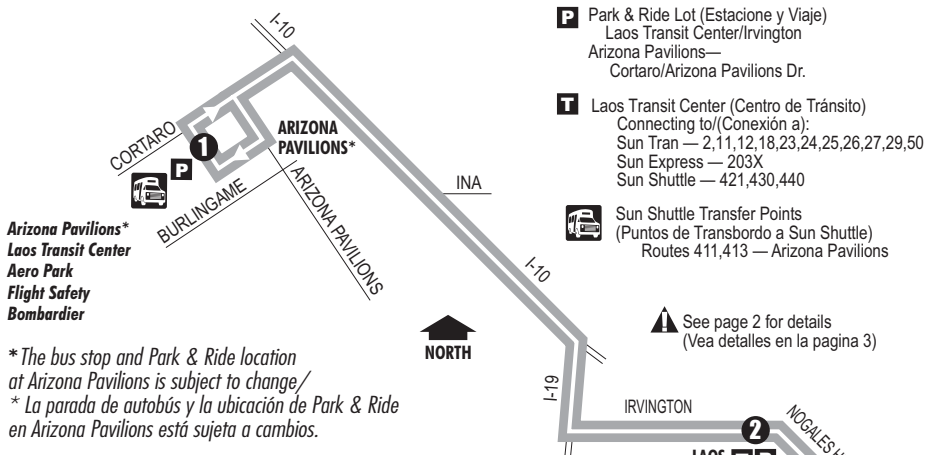 I-10
P Park & Ride Lot (Estacione y Viaje)
Laos Transit Center/Irvington
Arizona Pavilions—
Cortaro/Arizona Pavilions Dr.
T Laos Transit Center (Centro de Tránsito)
Connecting to/(Conexión a):
Sun Tran — 2,11,12,18,23,24,25,26,27,29,50
Sun Express — 203X
Sun Shuttle — 421,430,440
Sun Shuttle Transfer Points
(Puntos de Transbordo a Sun Shuttle)
Routes 411,413 — Arizona Pavilions
See page 2 for details
(Vea detalles en la pagina 3)
CORTARO
1
P
ARIZONA
PAVILIONS*
BURLINGAME
ARIZONA PAVILIONS
INA
I-10
Arizona Pavilions*
Laos Transit Center
Aero Park
Flight Safety
Bombardier
NORTH
* The bus stop and Park & Ride location
at Arizona Pavilions is subject to change/
* La parada de autobús y la ubicación de Park & Ride
en Arizona Pavilions está sujeta a cambios.
I-19
IRVINGTON
2
NOGALES
LAOS